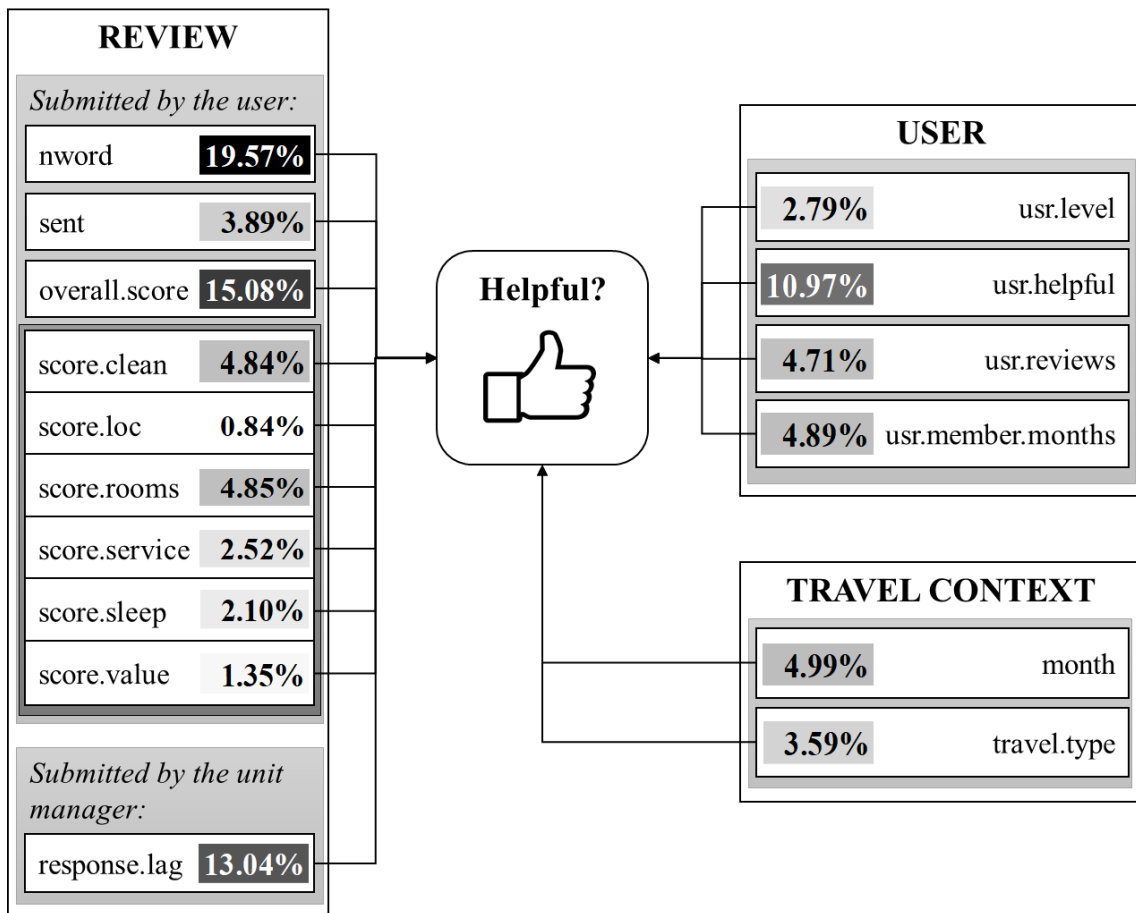 REVIEW
Submitted by the user:
nword 19.57%
sent 3.89%
overall.score 15.08%
score.clean 4.84%
score.loc 0.84%
score.rooms 4.85%
score.service 2.52%
score.sleep 2.10%
score.value 1.35%
Submitted by the unit
manager:
response.lag 13.04%
Helpful?
USER
2.79% usr.level
10.97% usr.helpful
4.71% usr.reviews
4.89% usr.member.months
TRAVEL CONTEXT
4.99% month
3.59% travel.type